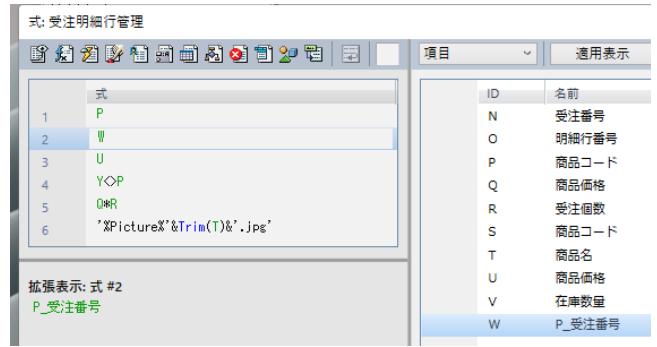 式: 受注明細行管理
項目
適用表示
式
1 P
2 W
3 U
4 Y<>P
5 Q*R
6 '%Picture%'&Trim(T)&'.jpg'
拡張表示: 式 #2
P_受注番号
ID 名前
N 受注番号
O 明細行番号
P 商品コード
Q 商品価格
R 受注個数
S 商品コード
T 商品名
U 商品価格
V 在庫数量
W P_受注番号